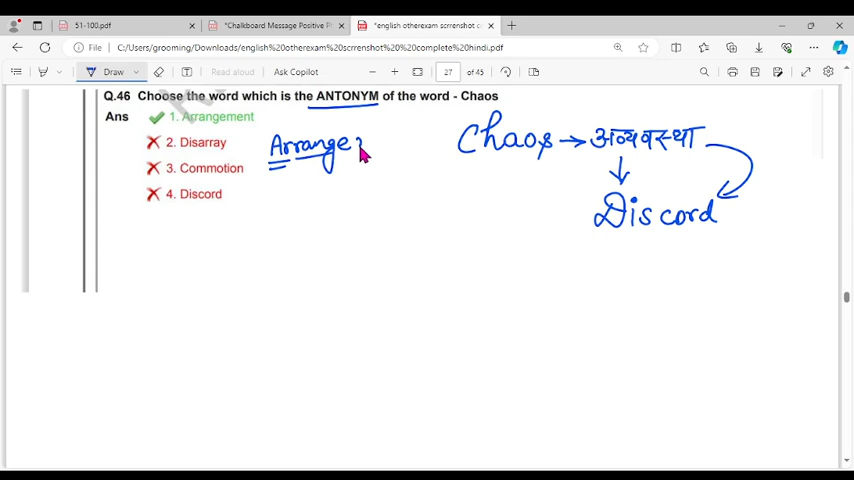 51-100.pdf
*Chalkboard Message Positive P
*english otherexam scrrenshot c
File
C:/Users/grooming/Downloads/english%20otherexam%20scrrenshot%20%20complete%20hindi.pdf
Draw
Read aloud
Ask Copilot
27
of 45
Q.46 Choose the word which is the ANTONYM of the word - Chaos
Ans
1. Arrangement
2. Disarray
3. Commotion
4. Discord
Arrange
Chaos → अव्यवस्था
Discord